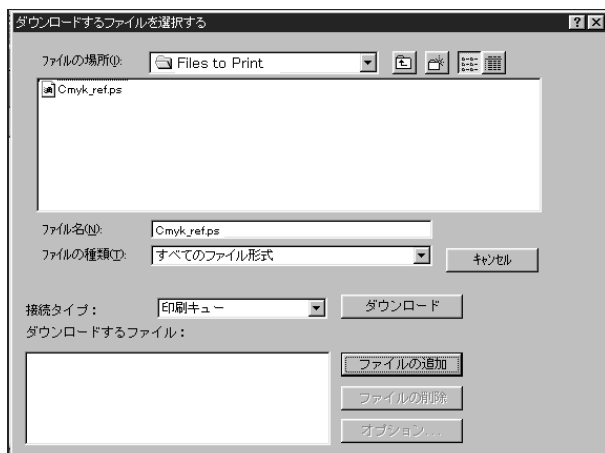 ダウンロードするファイルを選択する
ファイルの場所(I):
Files to Print
Cmyk_ref.ps
ファイル名(N):
Cmyk_ref.ps
ファイルの種類(T):
すべてのファイル形式
キャンセル
接続タイプ:
印刷キュー
ダウンロード
ダウンロードするファイル:
ファイルの追加
ファイルの削除
オプション...